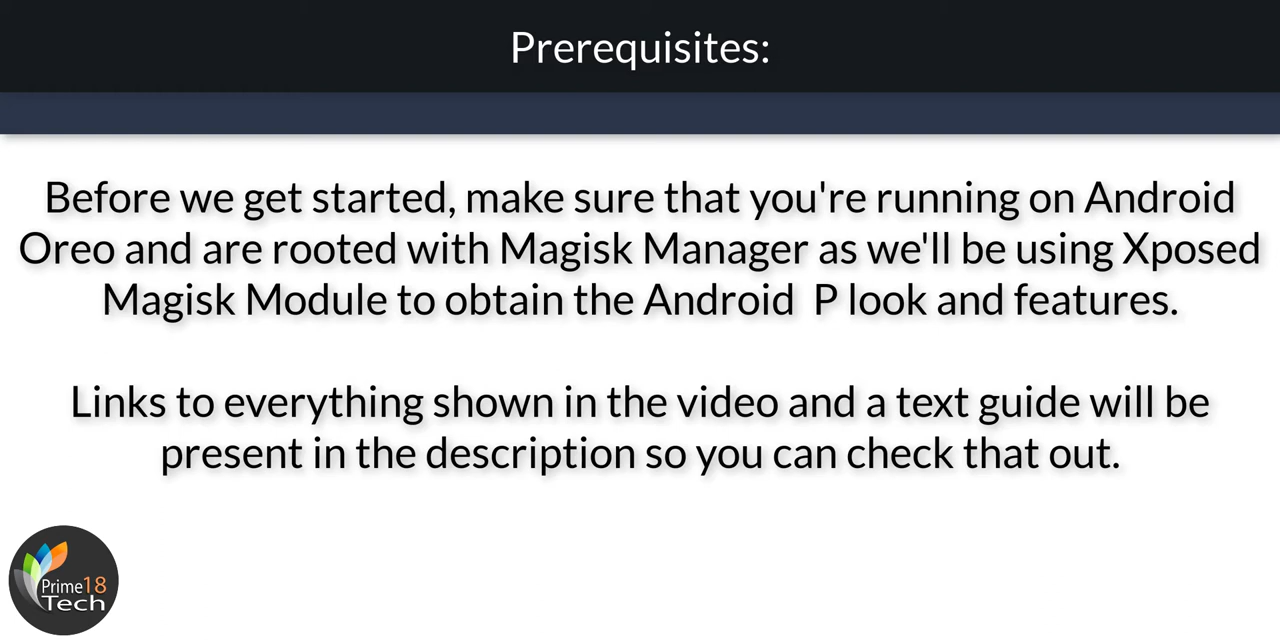 Prerequisites:
Before we get started, make sure that you're running on Android
Oreo and are rooted with Magisk Manager as we'll be using Xposed
Magisk Module to obtain the Android  P look and features.
Links to everything shown in the video and a text guide will be
present in the description so you can check that out.
Prime18
Tech